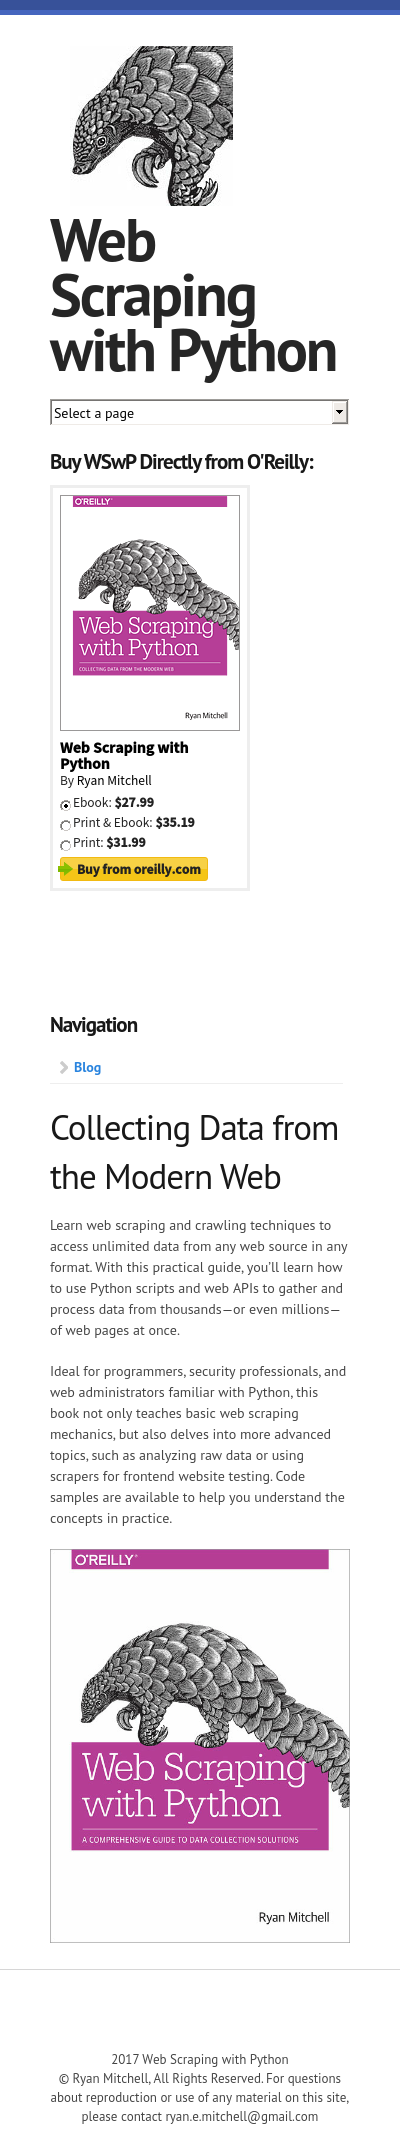 Web
Scraping
with Python
Select a page
Buy WSwP Directly from O'Reilly:
O'REILLY®
Web Scraping
with Python
COLLECTING DATA FROM THE MODERN WEB
Ryan Mitchell
Web Scraping with
Python
By Ryan Mitchell
Ebook: $27.99
Print & Ebook: $35.19
Print: $31.99
Buy from oreilly.com
Navigation
Blog
Collecting Data from
the Modern Web
Learn web scraping and crawling techniques to
access unlimited data from any web source in any
format. With this practical guide, you’ll learn how
to use Python scripts and web APIs to gather and
process data from thousands—or even millions—
of web pages at once.
Ideal for programmers, security professionals, and
web administrators familiar with Python, this
book not only teaches basic web scraping
mechanics, but also delves into more advanced
topics, such as analyzing raw data or using
scrapers for frontend website testing. Code
samples are available to help you understand the
concepts in practice.
O'REILLY®
Web Scraping
with Python
A COMPREHENSIVE GUIDE TO DATA COLLECTION SOLUTIONS
Ryan Mitchell
2017 Web Scraping with Python
© Ryan Mitchell, All Rights Reserved. For questions
about reproduction or use of any material on this site,
please contact ryan.e.mitchell@gmail.com